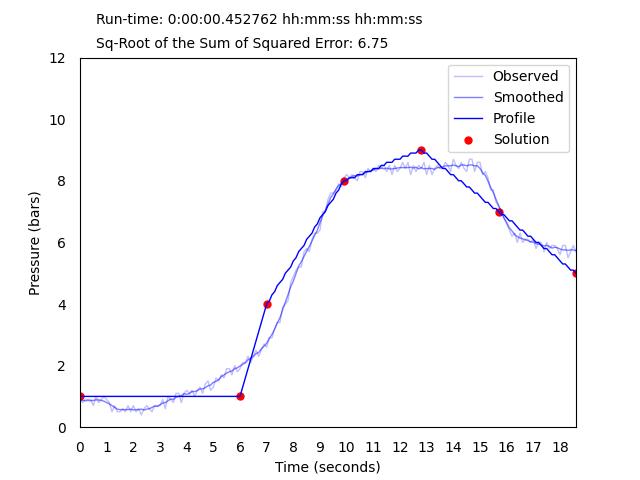 Run-time: 0:00:00.452762 hh:mm:ss hh:mm:ss
Sq-Root of the Sum of Squared Error: 6.75
12
10
8
6
4
2
0
Pressure (bars)
Observed
Smoothed
Profile
Solution
0 1 2 3 4 5 6 7 8 9 10 11 12 13 14 15 16 17 18
Time (seconds)